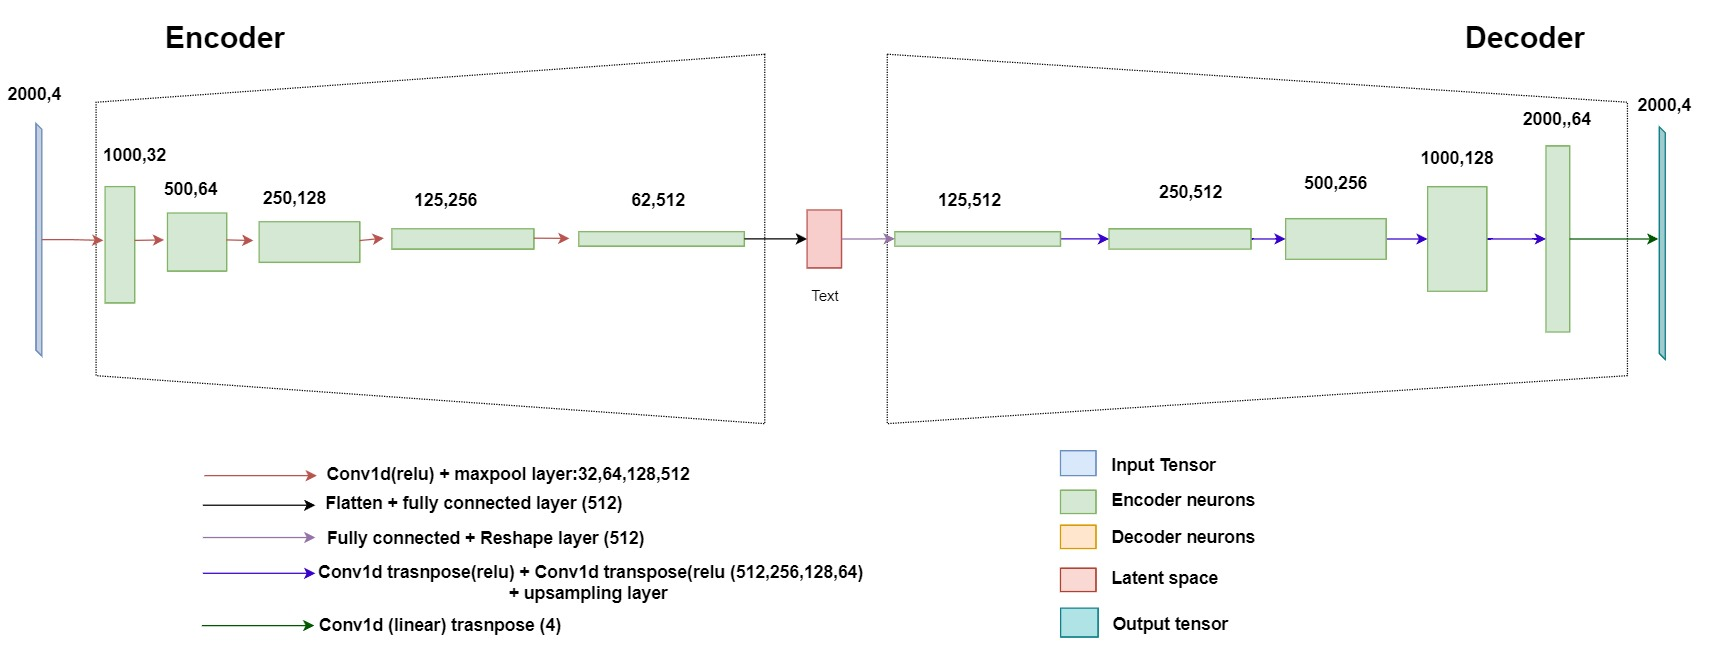 Encoder
Decoder
2000,4
1000,32
500,64
250,128
125,256
62,512
Text
125,512
250,512
500,256
1000,128
2000,,64
2000,4
Conv1d(relu) + maxpool layer:32,64,128,512
Flatten + fully connected layer (512)
Fully connected + Reshape layer (512)
Conv1d trasnpose(relu) + Conv1d transpose(relu (512,256,128,64)
+ upsampling layer
Conv1d (linear) trasnpose (4)
Input Tensor
Encoder neurons
Decoder neurons
Latent space
Output tensor